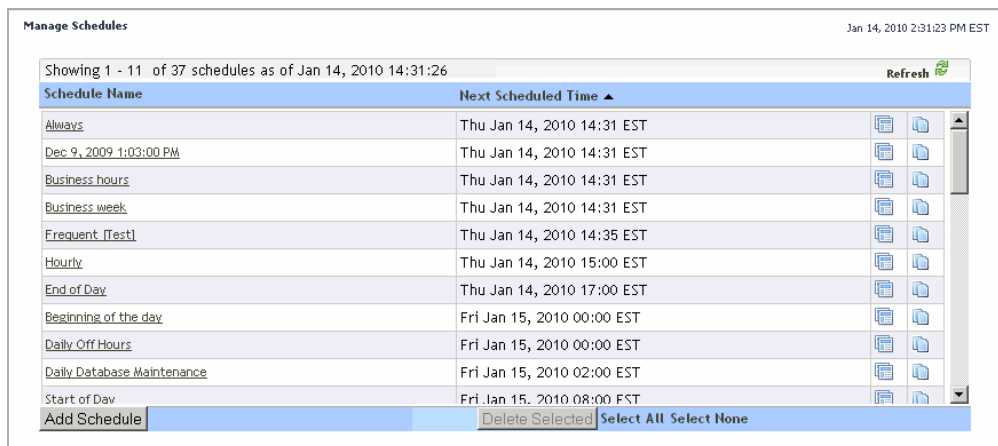 Manage Schedules
Jan 14, 2010 2:31:23 PM EST
Showing 1 - 11 of 37 schedules as of Jan 14, 2010 14:31:26
Refresh
Schedule Name Next Scheduled Time
Always Thu Jan 14, 2010 14:31 EST
Dec 9, 2009 1:03:00 PM Thu Jan 14, 2010 14:31 EST
Business hours Thu Jan 14, 2010 14:31 EST
Business week Thu Jan 14, 2010 14:31 EST
Frequent [Test] Thu Jan 14, 2010 14:35 EST
Hourly Thu Jan 14, 2010 15:00 EST
End of Day Thu Jan 14, 2010 17:00 EST
Beginning of the day Fri Jan 15, 2010 00:00 EST
Daily Off Hours Fri Jan 15, 2010 00:00 EST
Daily Database Maintenance Fri Jan 15, 2010 02:00 EST
Start of Day Fri Jan 15, 2010 08:00 EST
Add Schedule Delete Selected Select All Select None